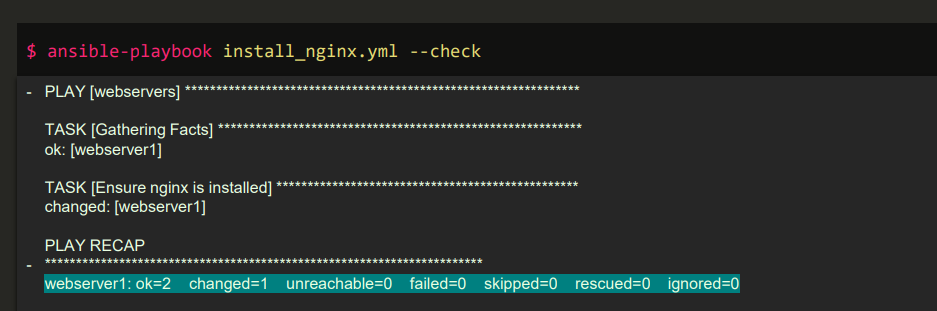 $ ansible-playbook install_nginx.yml --check
- PLAY [webservers] ***************************************************************
TASK [Gathering Facts] **********************************************************
ok: [webserver1]
TASK [Ensure nginx is installed] ************************************************
changed: [webserver1]
PLAY RECAP
- **********************************************************************
webserver1: ok=2 changed=1 unreachable=0 failed=0 skipped=0 rescued=0 ignored=0